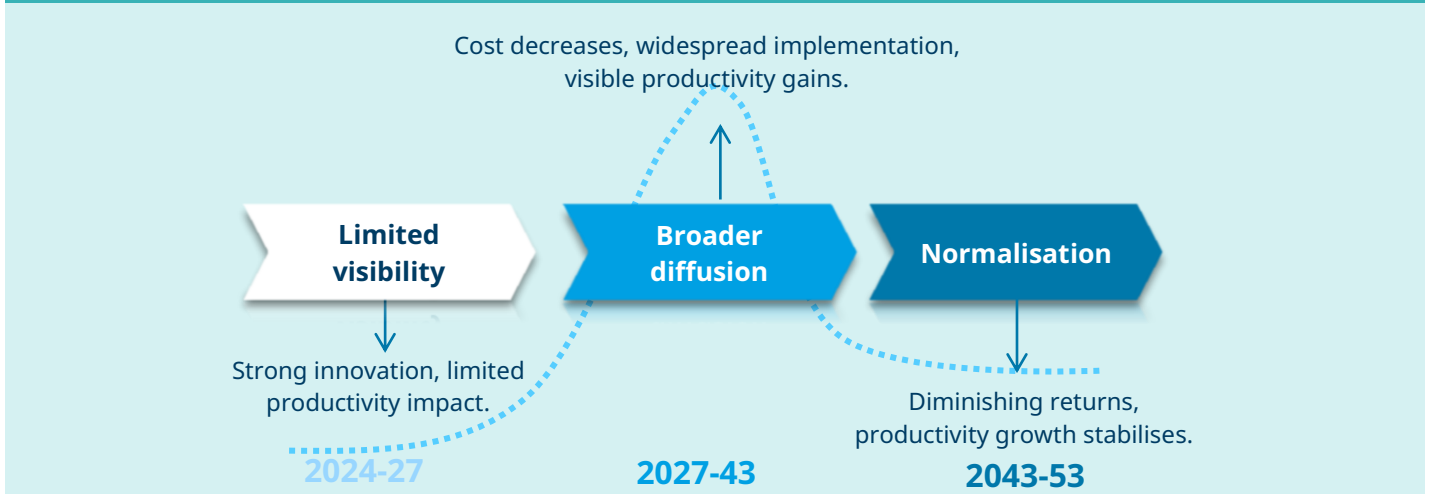 Cost decreases, widespread implementation,
visible productivity gains.
Limited
visibility
Broader
diffusion
Normalisation
Strong innovation, limited
productivity impact.
Diminishing returns,
productivity growth stabilises.
2024-27
2027-43
2043-53